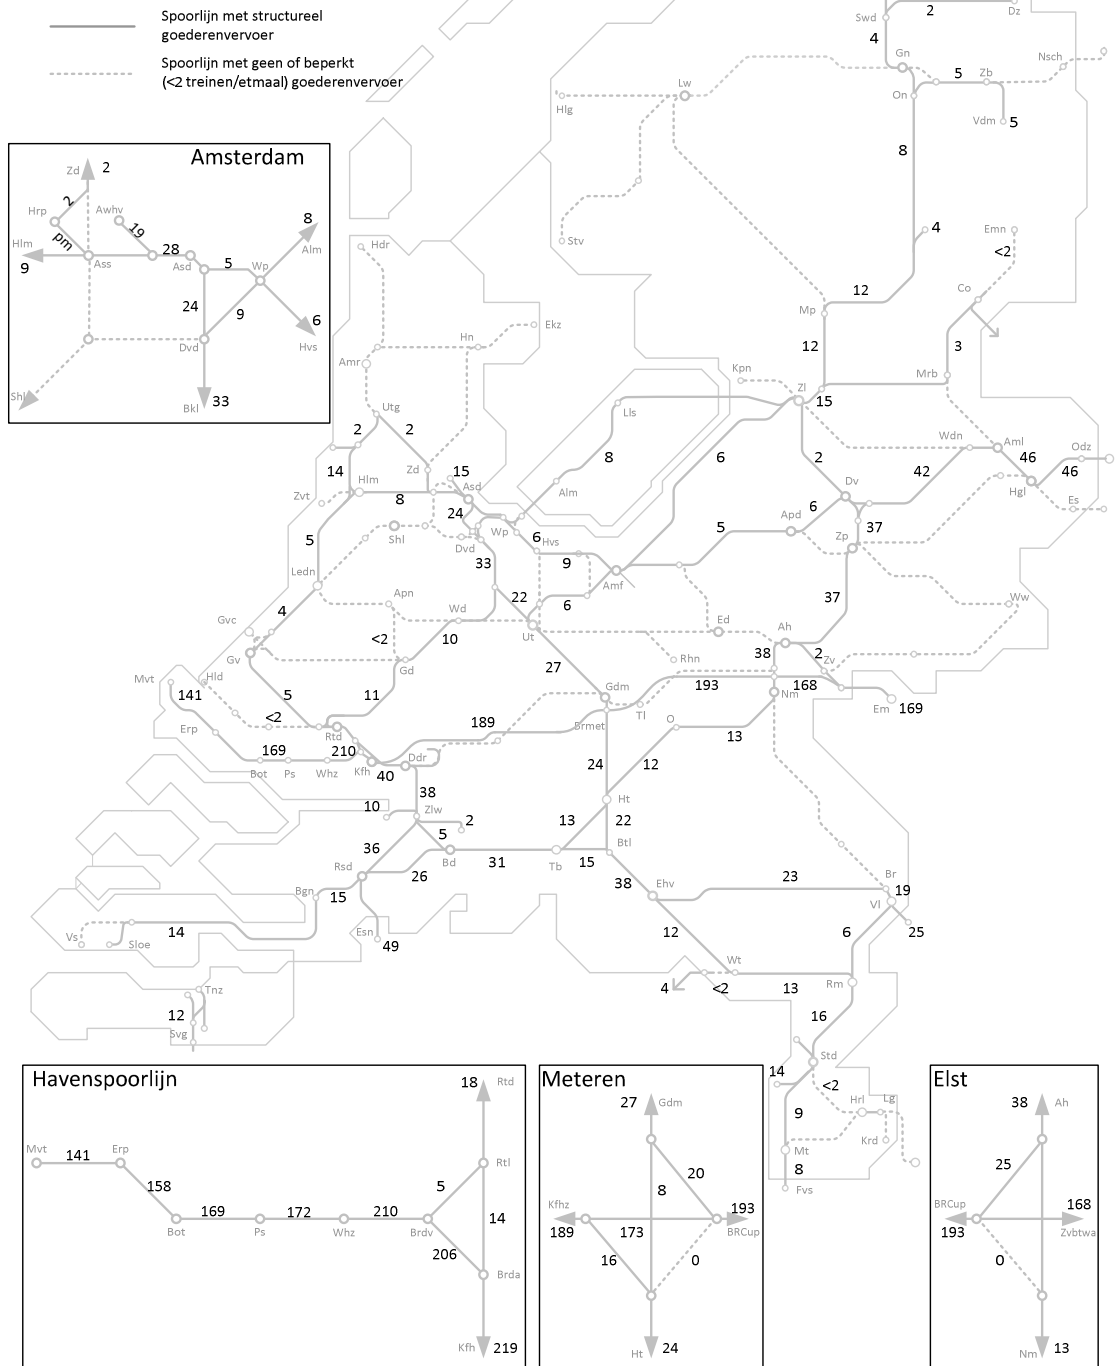 Spoorlijn met structureel
goederenvervoer
Spoorlijn met geen of beperkt
(<2 treinen/etmaal) goederenvervoer
2
Dz
Swd
4
Gn
Nsch
5
Zb
On
Vdm
5
Lw
Hlg
8
Stv
4
Emn
<2
Co
12
Mp
12
3
Mrb
Kpn
Zl
15
Amsterdam
Zd
2
Hrp
2
Awhv
19
pm
Hlm
9
Ass
28
Asd
5
Wp
8
Alm
24
9
6
Hvs
Dvd
Shl
Bkl
33
Hdr
Ekz
Hn
Amr
Utg
2
2
Zd
14
Hlm
8
15
Asd
Zvt
24
Shl
Dvd
Wp
Alm
8
Lls
6
2
Wdn
Aml
46
Odz
46
Hgl
Es
42
Dv
6
Apd
5
37
Zp
5
Ledn
33
6
Hvs
9
Amf
6
22
Ut
Apn
Wd
10
<2
4
Gvc
Gv
Gd
Ed
Rhn
Ah
37
Ww
38
2
Zv
27
Mvt
141
Hld
5
11
<2
Rtd
Gdm
193
168
Tl
Nm
Em
169
Brmet
O
13
189
Erp
169
210
Bot
Ps
Whz
Kfh
40
Ddr
38
24
12
10
Zlw
2
Ht
13
22
5
36
Bd
31
Tb
15
Btl
Rsd
26
38
Ehv
23
Br
19
Vl
25
Bgn
15
Esn
49
Vs
Sloe
14
12
6
Wt
4
<2
13
Rm
Tnz
12
Svg
16
Std
14
<2
9
Hrl
Lg
Krd
Mt
8
Fvs
Havenspoorlijn
18
Rtd
Mvt
141
Erp
158
Rtl
5
169
172
210
14
Bot
Ps
Whz
Brdv
206
Brda
Kfh
219
Meteren
27
Gdm
20
8
Kfhz
189
173
193
BRCup
16
0
Ht
24
Elst
38
Ah
25
BRCup
193
168
Zvbtwa
0
Nm
13